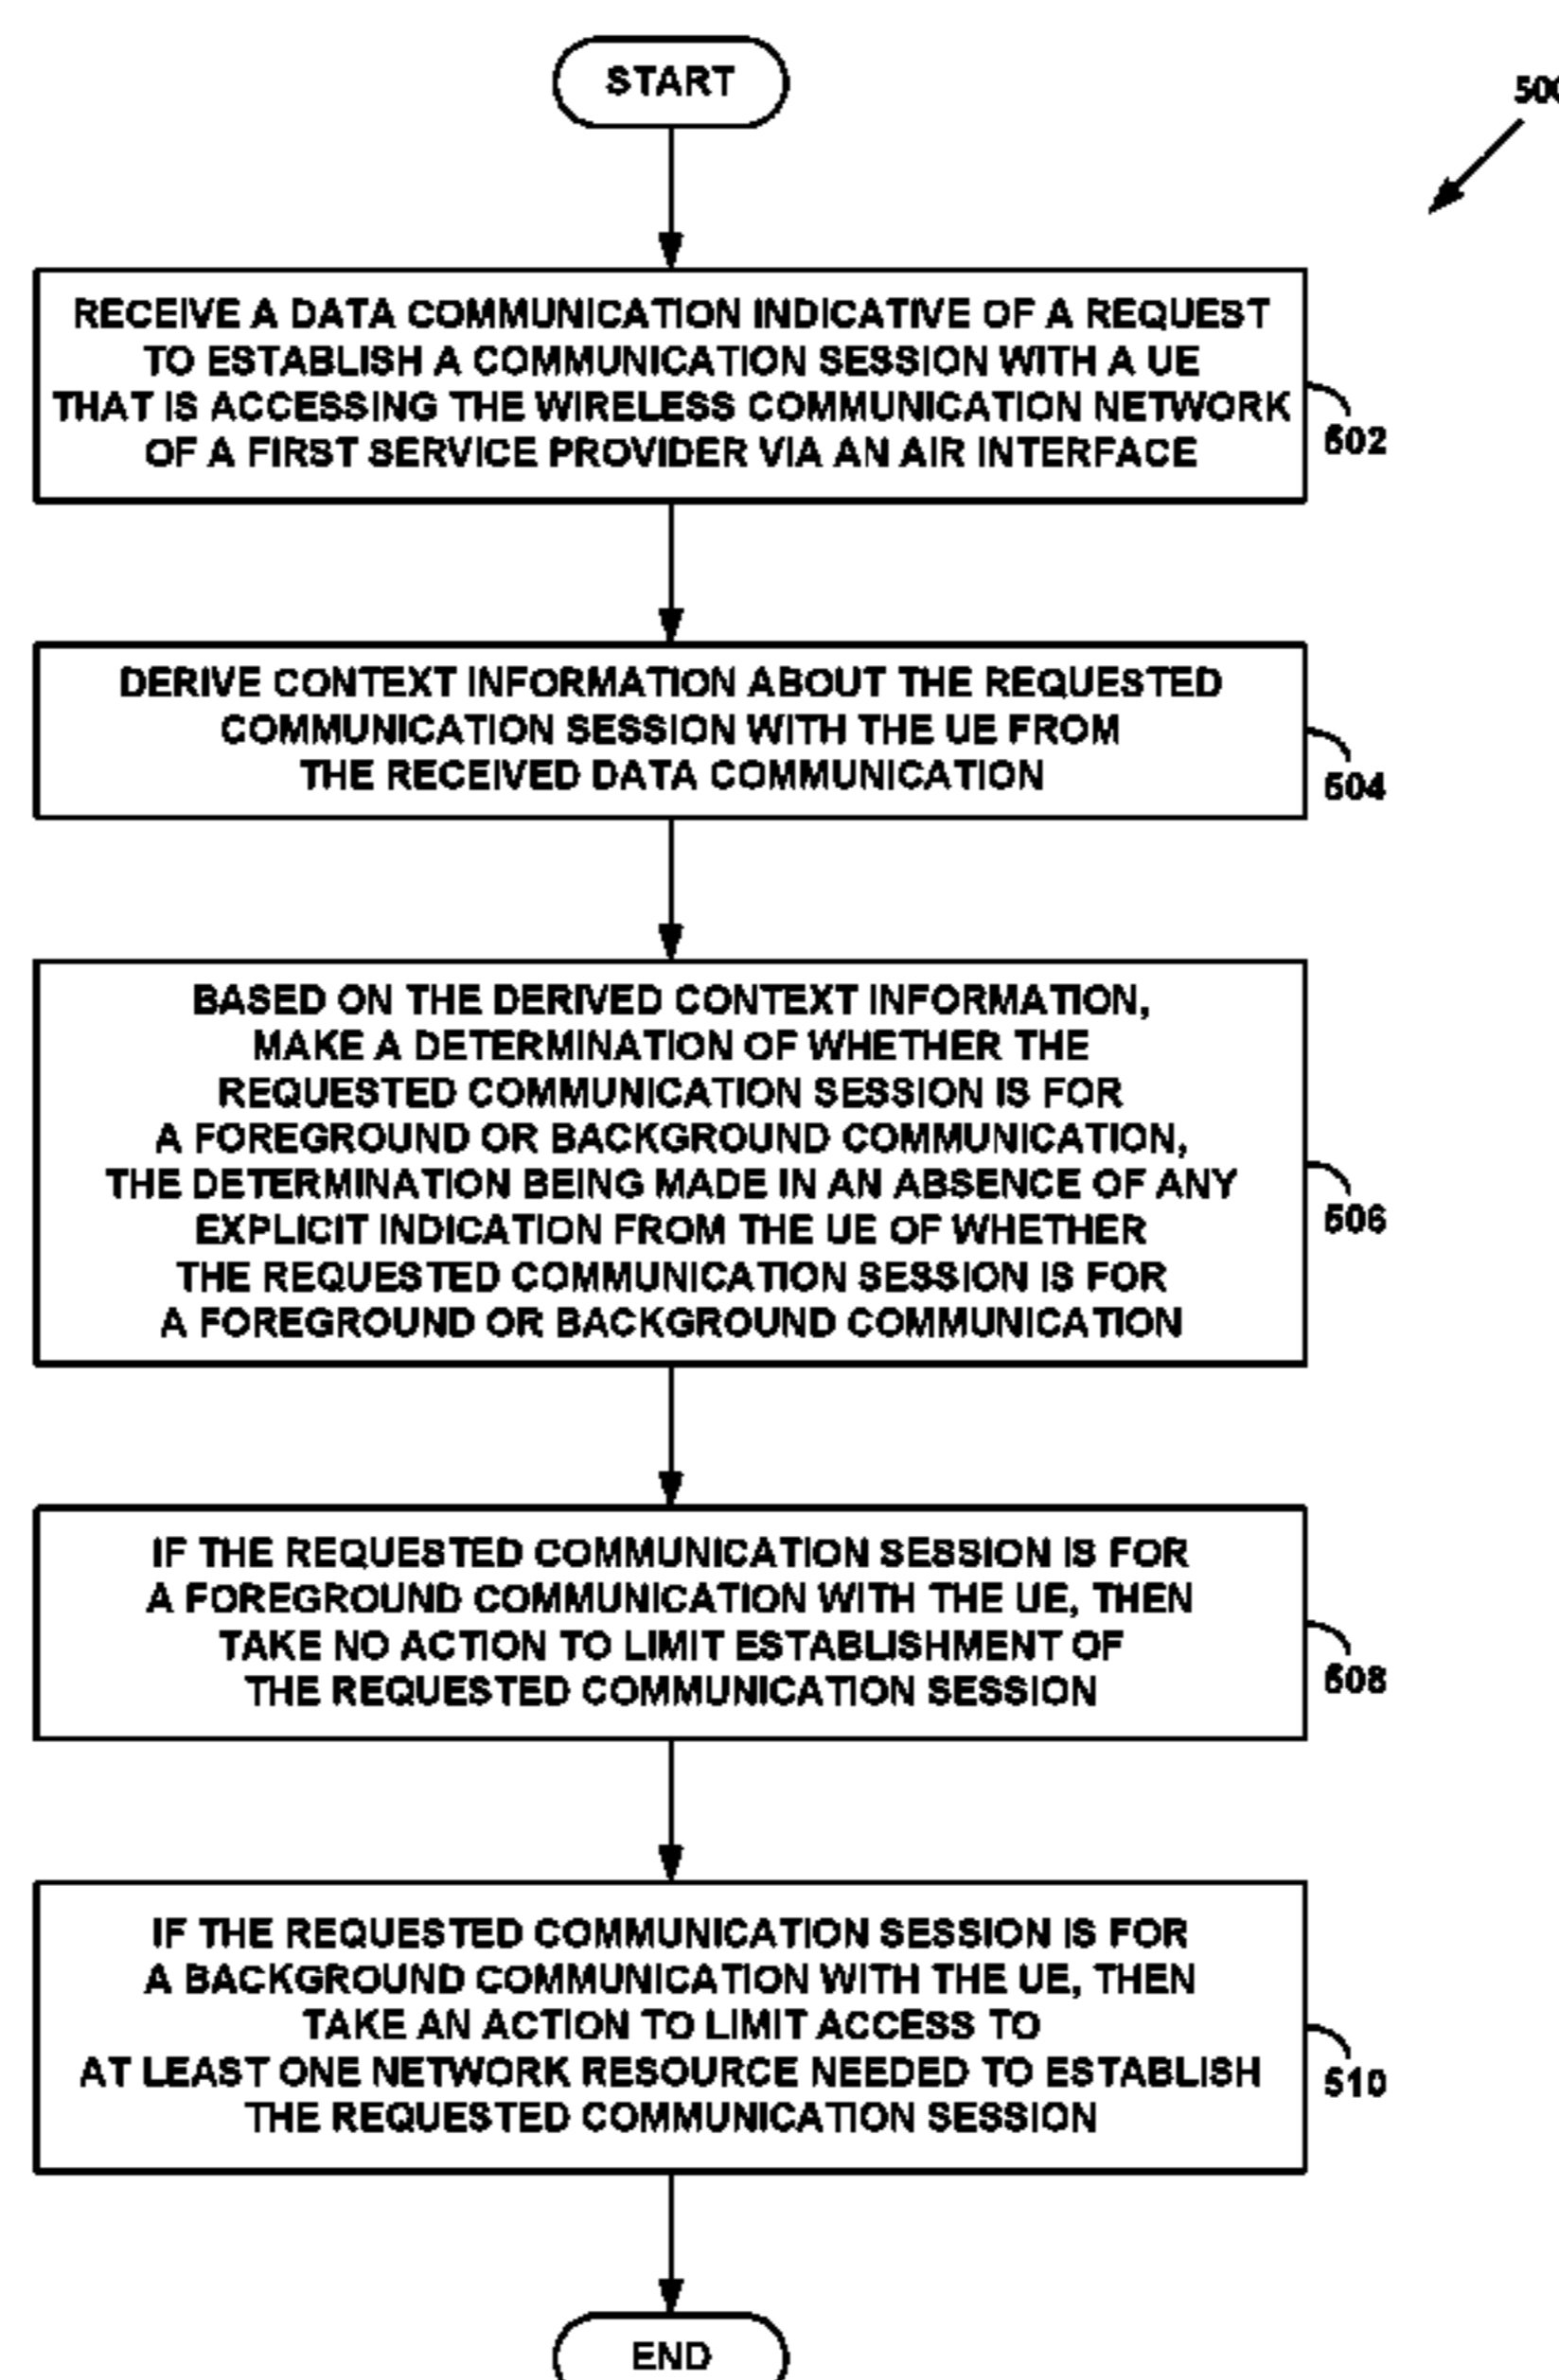 START
500
RECEIVE A DATA COMMUNICATION INDICATIVE OF A REQUEST
TO ESTABLISH A COMMUNICATION SESSION WITH A UE
THAT IS ACCESSING THE WIRELESS COMMUNICATION NETWORK
OF A FIRST SERVICE PROVIDER VIA AN AIR INTERFACE
502
DERIVE CONTEXT INFORMATION ABOUT THE REQUESTED
COMMUNICATION SESSION WITH THE UE FROM
THE RECEIVED DATA COMMUNICATION
504
BASED ON THE DERIVED CONTEXT INFORMATION,
MAKE A DETERMINATION OF WHETHER THE
REQUESTED COMMUNICATION SESSION IS FOR
A FOREGROUND OR BACKGROUND COMMUNICATION,
THE DETERMINATION BEING MADE IN AN ABSENCE OF ANY
EXPLICIT INDICATION FROM THE UE OF WHETHER
THE REQUESTED COMMUNICATION SESSION IS FOR
A FOREGROUND OR BACKGROUND COMMUNICATION
506
IF THE REQUESTED COMMUNICATION SESSION IS FOR
A FOREGROUND COMMUNICATION WITH THE UE, THEN
TAKE NO ACTION TO LIMIT ESTABLISHMENT OF
THE REQUESTED COMMUNICATION SESSION
508
IF THE REQUESTED COMMUNICATION SESSION IS FOR
A BACKGROUND COMMUNICATION WITH THE UE, THEN
TAKE AN ACTION TO LIMIT ACCESS TO
AT LEAST ONE NETWORK RESOURCE NEEDED TO ESTABLISH
THE REQUESTED COMMUNICATION SESSION
510
END